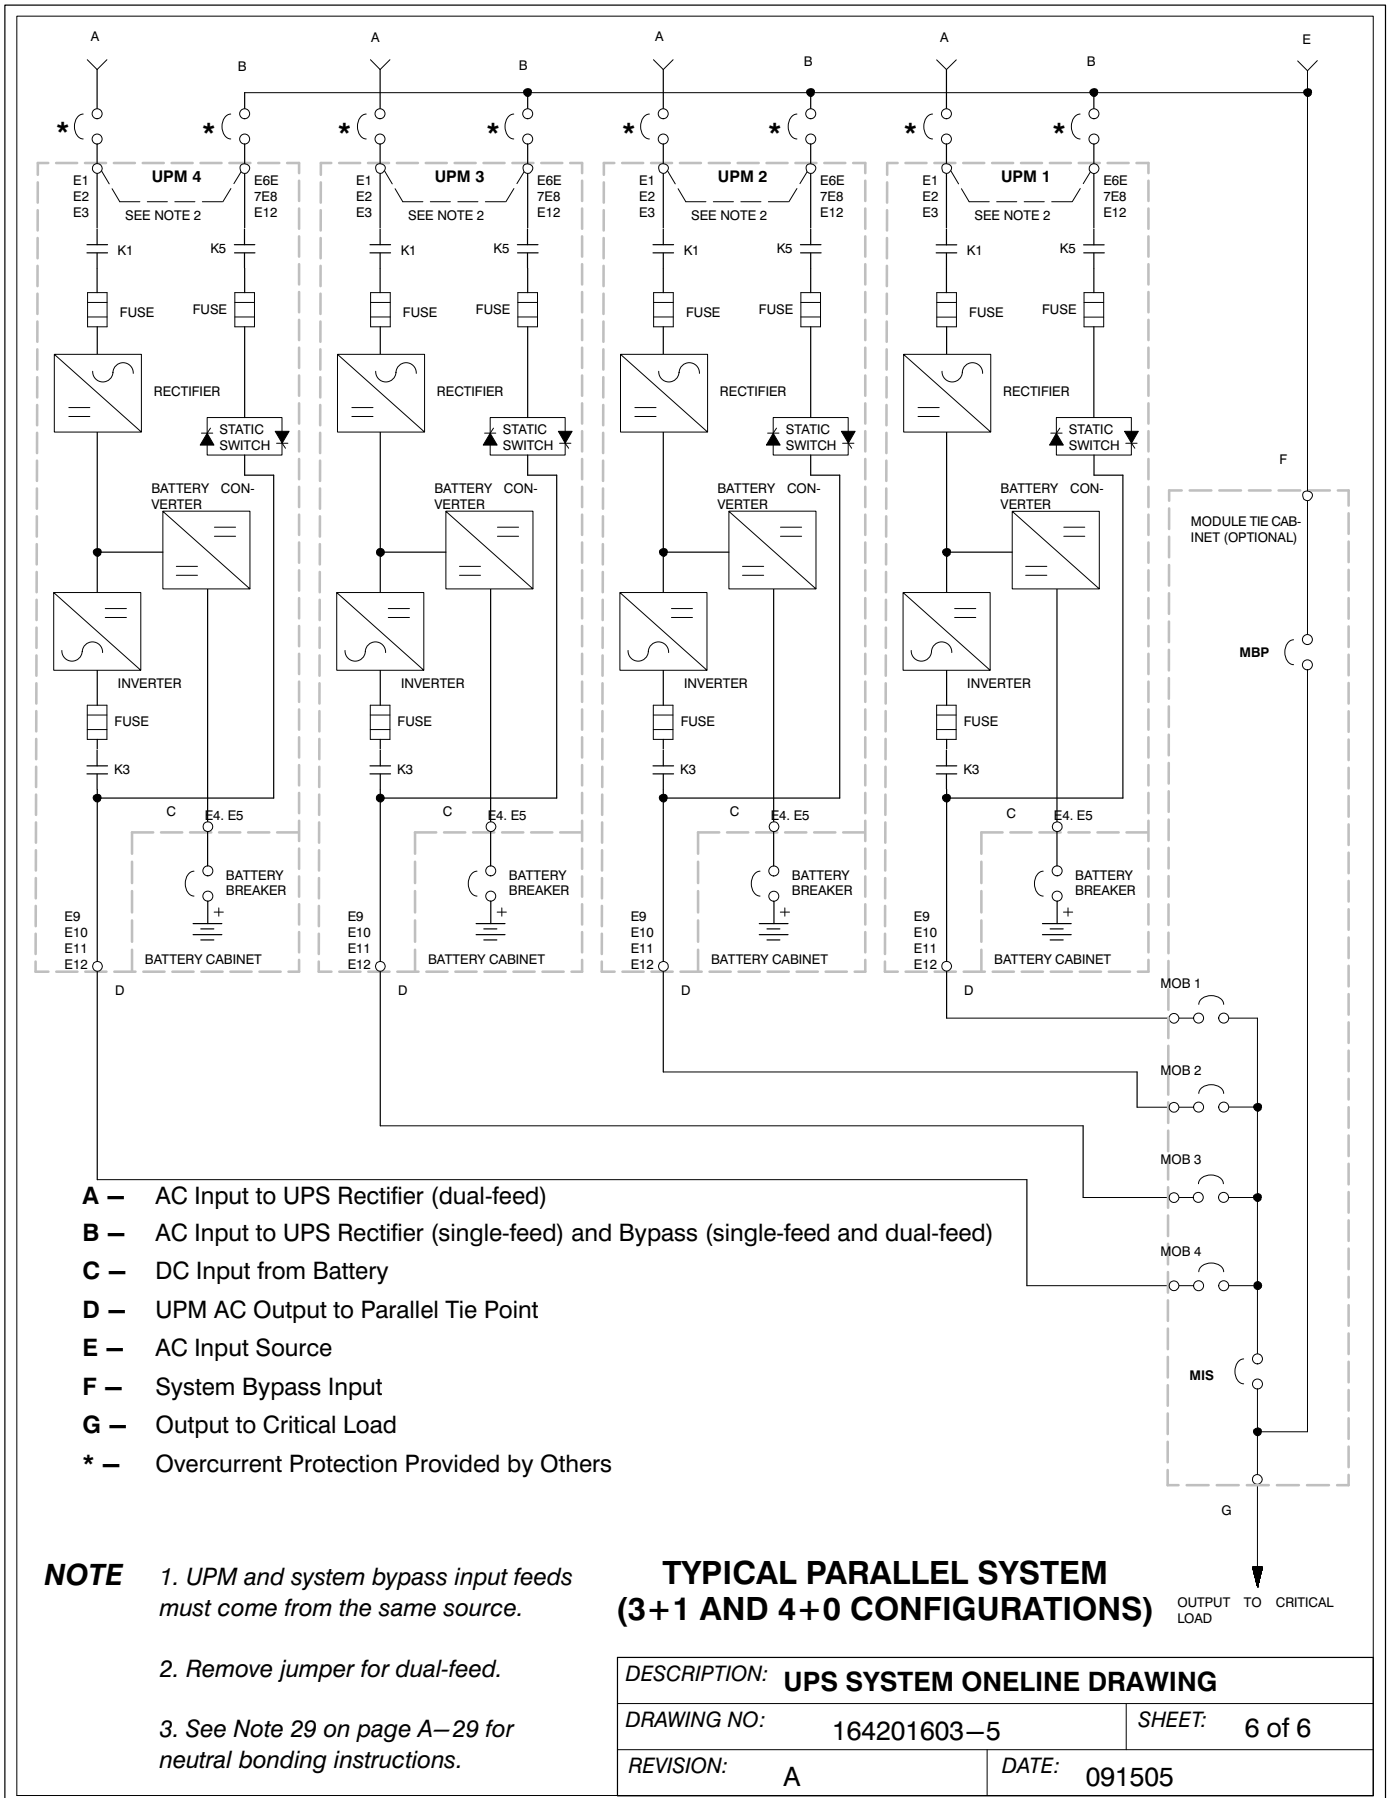 A A A A E
B B B B
* * * * * * * *
UPM 4 UPM 3 UPM 2 UPM 1
E1 E6E E1 E6E E1 E6E E1 E6E
E2 7E8 E2 7E8 E2 7E8 E2 7E8
E3 SEE NOTE 2 E12 E3 SEE NOTE 2 E12 E3 SEE NOTE 2 E12 E3 SEE NOTE 2 E12
K1 K5 K1 K5 K1 K5 K1 K5
FUSE FUSE FUSE FUSE FUSE FUSE FUSE FUSE
RECTIFIER RECTIFIER RECTIFIER RECTIFIER
STATIC STATIC STATIC STATIC
SWITCH SWITCH SWITCH SWITCH
F
BATTERY CON- BATTERY CON- BATTERY CON- BATTERY CON-
VERTER VERTER VERTER VERTER
MODULE TIE CAB-
INET (OPTIONAL)
MBP
INVERTER INVERTER INVERTER INVERTER
FUSE FUSE FUSE FUSE
K3 K3 K3 K3
C E4. E5 C E4. E5 C E4. E5 C E4. E5
BATTERY BATTERY BATTERY BATTERY
BREAKER BREAKER BREAKER BREAKER
E9 + E9 + E9 + E9 +
E10 E10 E10 E10
E11 E11 E11 E11
E12 BATTERY CABINET E12 BATTERY CABINET E12 BATTERY CABINET E12 BATTERY CABINET
D D D D
MOB 1
MOB 2
MOB 3
MOB 4
MIS
G
A – AC Input to UPS Rectifier (dual-feed)
B – AC Input to UPS Rectifier (single-feed) and Bypass (single-feed and dual-feed)
C – DC Input from Battery
D – UPM AC Output to Parallel Tie Point
E – AC Input Source
F – System Bypass Input
G – Output to Critical Load
* – Overcurrent Protection Provided by Others
OUTPUT TO CRITICAL
LOAD
NOTE 1. UPM and system bypass input feeds
must come from the same source.
2. Remove jumper for dual-feed.
3. See Note 29 on page A–29 for
neutral bonding instructions.
TYPICAL PARALLEL SYSTEM
(3+1 AND 4+0 CONFIGURATIONS)
DESCRIPTION: UPS SYSTEM ONELINE DRAWING
DRAWING NO: 164201603–5 SHEET: 6 of 6
REVISION: A DATE: 091505